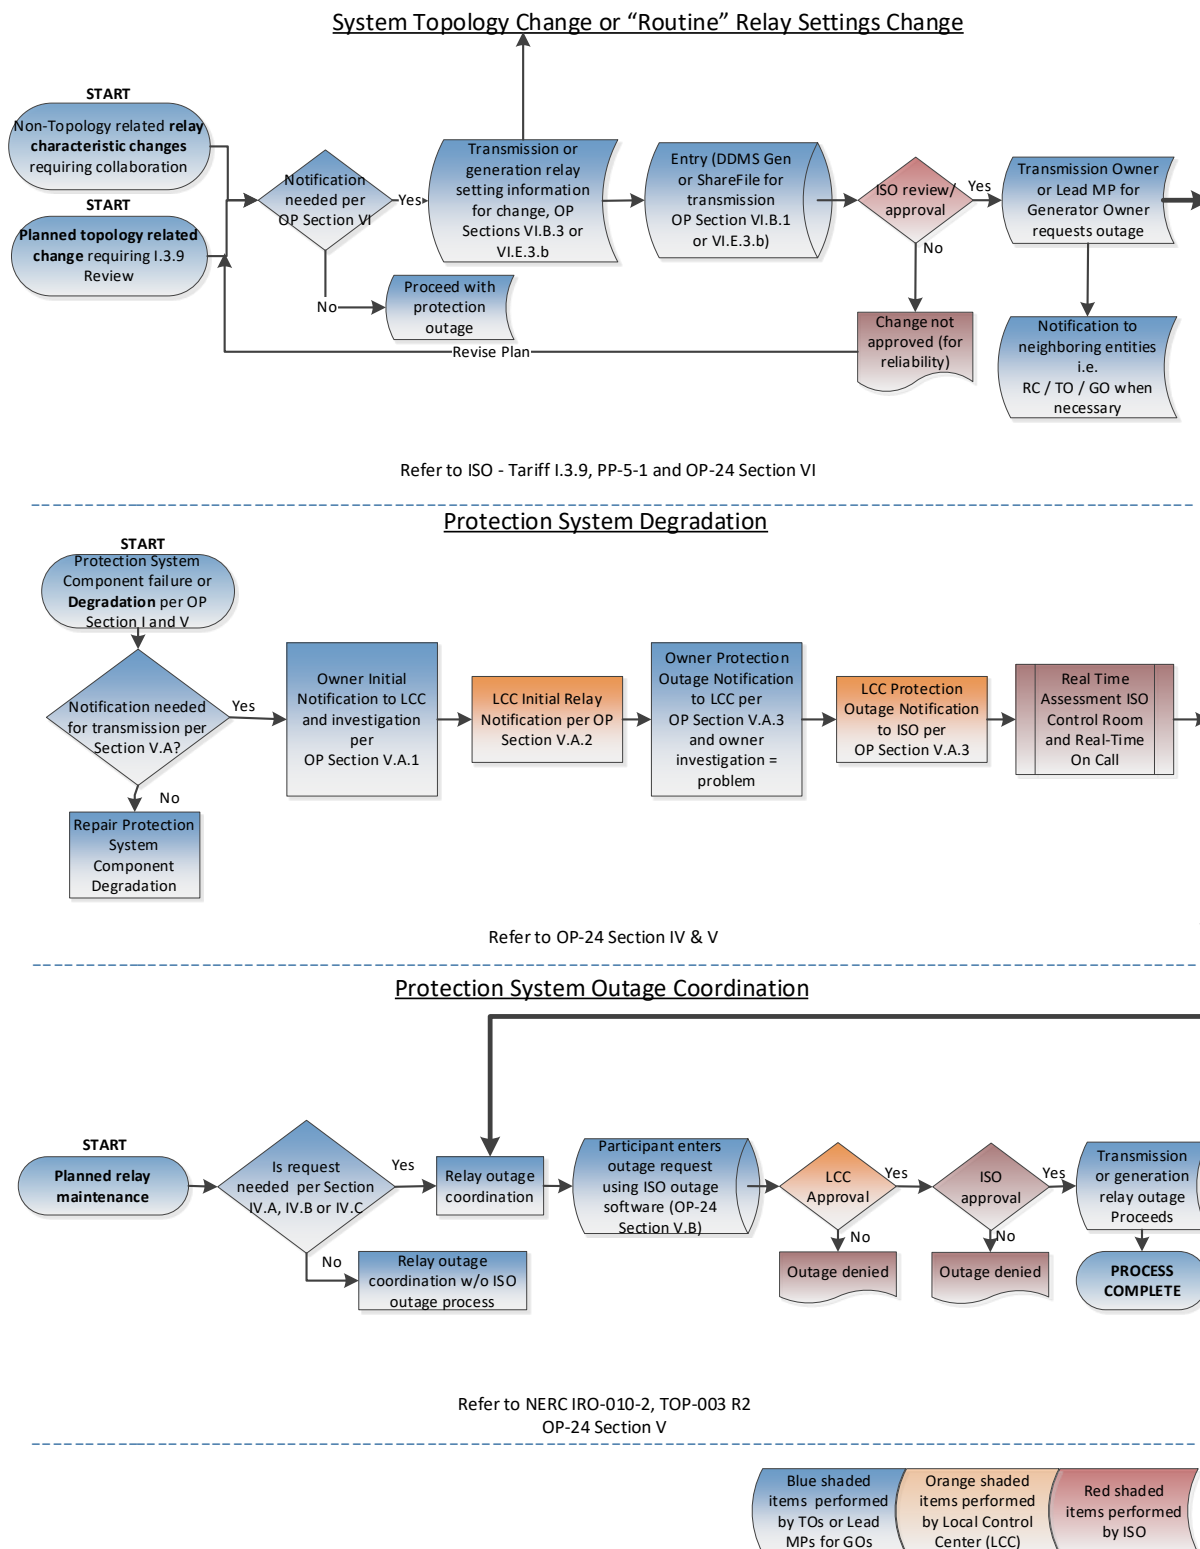 System Topology Change or “Routine” Relay Settings Change
START
Non-Topology related relay
characteristic changes
requiring collaboration
START
Planned topology related
change requiring I.3.9
Review
Notification
needed per
OP Section VI
Yes
No
Proceed with
protection
outage
Transmission or
generation relay
setting information
for change, OP
Sections VI.B.3 or
VI.E.3.b
Entry (DDMS Gen
or ShareFile for
transmission
OP Section VI.B.1
or VI.E.3.b)
ISO review/
approval
Yes
No
Change not
approved (for
reliability)
Revise Plan
Transmission Owner
or Lead MP for
Generator Owner
requests outage
Notification to
neighboring entities
i.e.
RC / TO / GO when
necessary
Refer to ISO - Tariff I.3.9, PP-5-1 and OP-24 Section VI
Protection System Degradation
START
Protection System
Component failure or
Degradation per OP
Section I and V
Notification needed
for transmission per
Section V.A?
Yes
No
Repair Protection
System
Component
Degradation
Owner Initial
Notification to LCC
and investigation
per
OP Section V.A.1
LCC Initial Relay
Notification per OP
Section V.A.2
Owner Protection
Outage Notification
to LCC per
OP Section V.A.3
and owner
investigation =
problem
LCC Protection
Outage Notification
to ISO per
OP Section V.A.3
Real Time
Assessment ISO
Control Room
and Real-Time
On Call
Refer to OP-24 Section IV & V
Protection System Outage Coordination
START
Planned relay
maintenance
Is request
needed per Section
IV.A, IV.B or IV.C
Yes
No
Relay outage
coordination w/o ISO
outage process
Relay outage
coordination
Participant enters
outage request
using ISO outage
software (OP-24
Section V.B)
LCC
Approval
Yes
No
Outage denied
ISO
approval
Yes
No
Outage denied
Transmission
or generation
relay outage
Proceeds
PROCESS
COMPLETE
Refer to NERC IRO-010-2, TOP-003 R2
OP-24 Section V
Blue shaded
items performed
by TOs or Lead
MPs for GOs
Orange shaded
items performed
by Local Control
Center (LCC)
Red shaded
items performed
by ISO